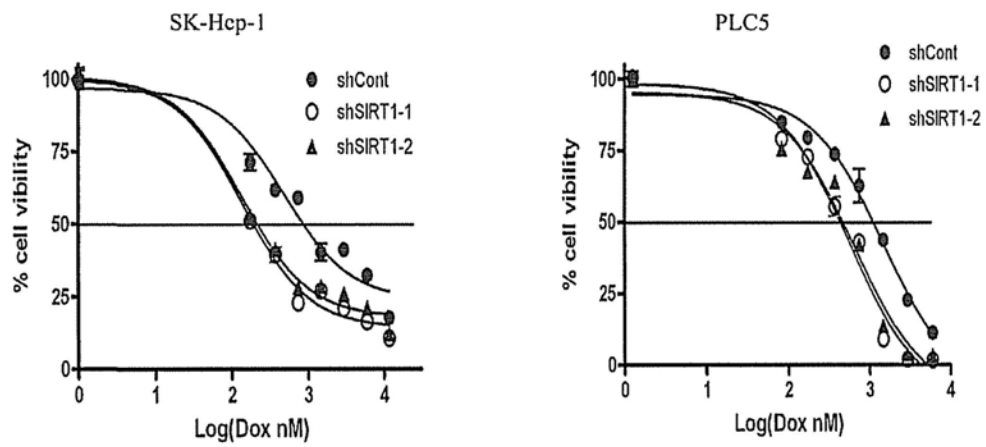 SK-Hep-1
100
75
50
25
0
% cell vibility
shCont
shSIRT1-1
shSIRT1-2
0 1 2 3 4
Log(Dox nM)
PLC5
100
75
50
25
0
% cell vibility
shCont
shSIRT1-1
shSIRT1-2
0 1 2 3 4
Log(Dox nM)